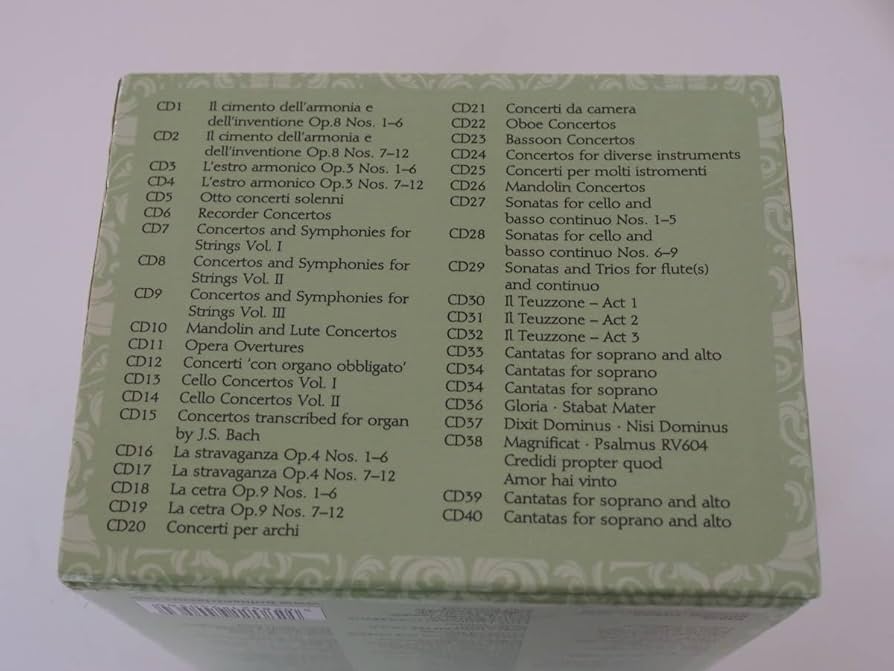 CD1 Il cimento dell'armonia e
dell'inventione Op.8 Nos. 1–6
CD2 Il cimento dell'armonia e
dell'inventione Op.8 Nos. 7–12
CD3 L'estro armonico Op.3 Nos. 1–6
CD4 L'estro armonico Op.3 Nos. 7–12
CD5 Otto concerti solenni
CD6 Recorder Concertos
CD7 Concertos and Symphonies for
Strings Vol. I
CD8 Concertos and Symphonies for
Strings Vol. II
CD9 Concertos and Symphonies for
Strings Vol. III
CD10 Mandolin and Lute Concertos
CD11 Opera Overtures
CD12 Concerti 'con organo obbligato'
CD13 Cello Concertos Vol. I
CD14 Cello Concertos Vol. II
CD15 Concertos transcribed for organ
by J.S. Bach
CD16 La stravaganza Op.4 Nos. 1–6
CD17 La stravaganza Op.4 Nos. 7–12
CD18 La cetra Op.9 Nos. 1–6
CD19 La cetra Op.9 Nos. 7–12
CD20 Concerti per archi
CD21 Concerti da camera
CD22 Oboe Concertos
CD23 Bassoon Concertos
CD24 Concertos for diverse instruments
CD25 Concerti per molti istromenti
CD26 Mandolin Concertos
CD27 Sonatas for cello and
basso continuo Nos. 1–5
CD28 Sonatas for cello and
basso continuo Nos. 6–9
CD29 Sonatas and Trios for flute(s)
and continuo
CD30 Il Teuzzone – Act 1
CD31 Il Teuzzone – Act 2
CD32 Il Teuzzone – Act 3
CD33 Cantatas for soprano and alto
CD34 Cantatas for soprano
CD34 Cantatas for soprano
CD36 Gloria · Stabat Mater
CD37 Dixit Dominus · Nisi Dominus
CD38 Magnificat · Psalmus RV604
Credidi propter quod
Amor hai vinto
CD39 Cantatas for soprano and alto
CD40 Cantatas for soprano and alto